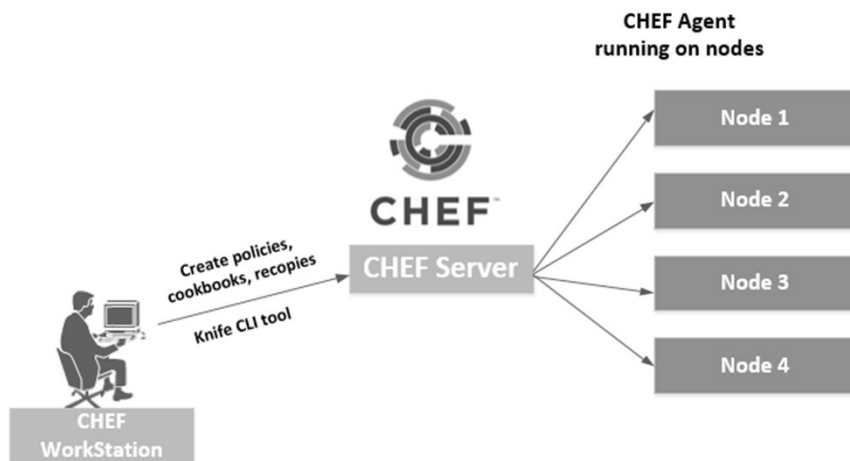 CHEF Agent
running on nodes
Node 1
CHEF™
Node 2
Create policies,
cookbooks, recopies
CHEF Server
Node 3
Knife CLI tool
Node 4
CHEF
WorkStation